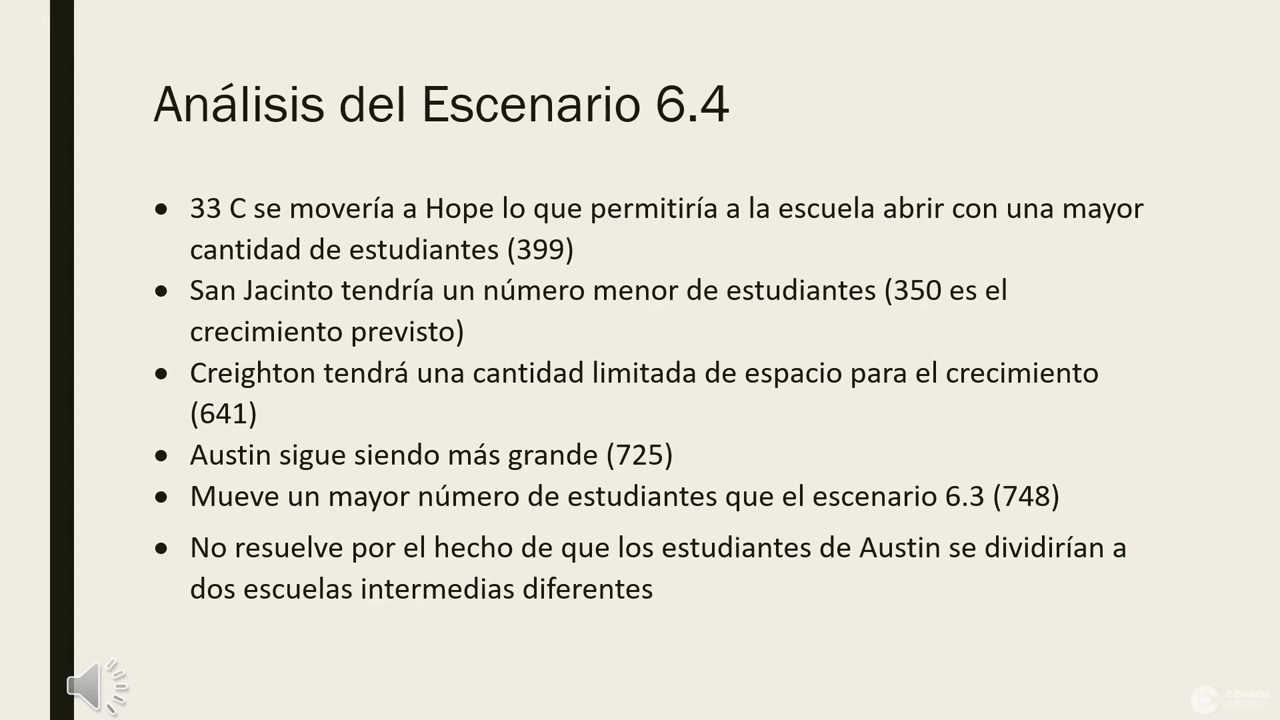 Análisis del Escenario 6.4
• 33 C se movería a Hope lo que permitiría a la escuela abrir con una mayor
cantidad de estudiantes (399)
• San Jacinto tendría un número menor de estudiantes (350 es el
crecimiento previsto)
• Creighton tendrá una cantidad limitada de espacio para el crecimiento
(641)
• Austin sigue siendo más grande (725)
• Mueve un mayor número de estudiantes que el escenario 6.3 (748)
• No resuelve por el hecho de que los estudiantes de Austin se dividirían a
dos escuelas intermedias diferentes
CONROE